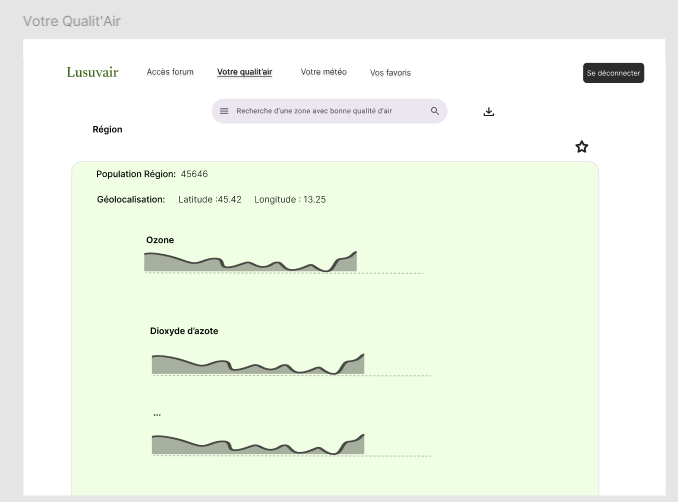 Votre Qualit'Air
Lusuvair Accès forum Votre qualit'air Votre météo Vos favoris Se déconnecter
Recherche d'une zone avec bonne qualité d'air
Région
Population Région: 45646
Géolocalisation: Latitude :45.42 Longitude : 13.25
Ozone
Dioxyde d'azote
...